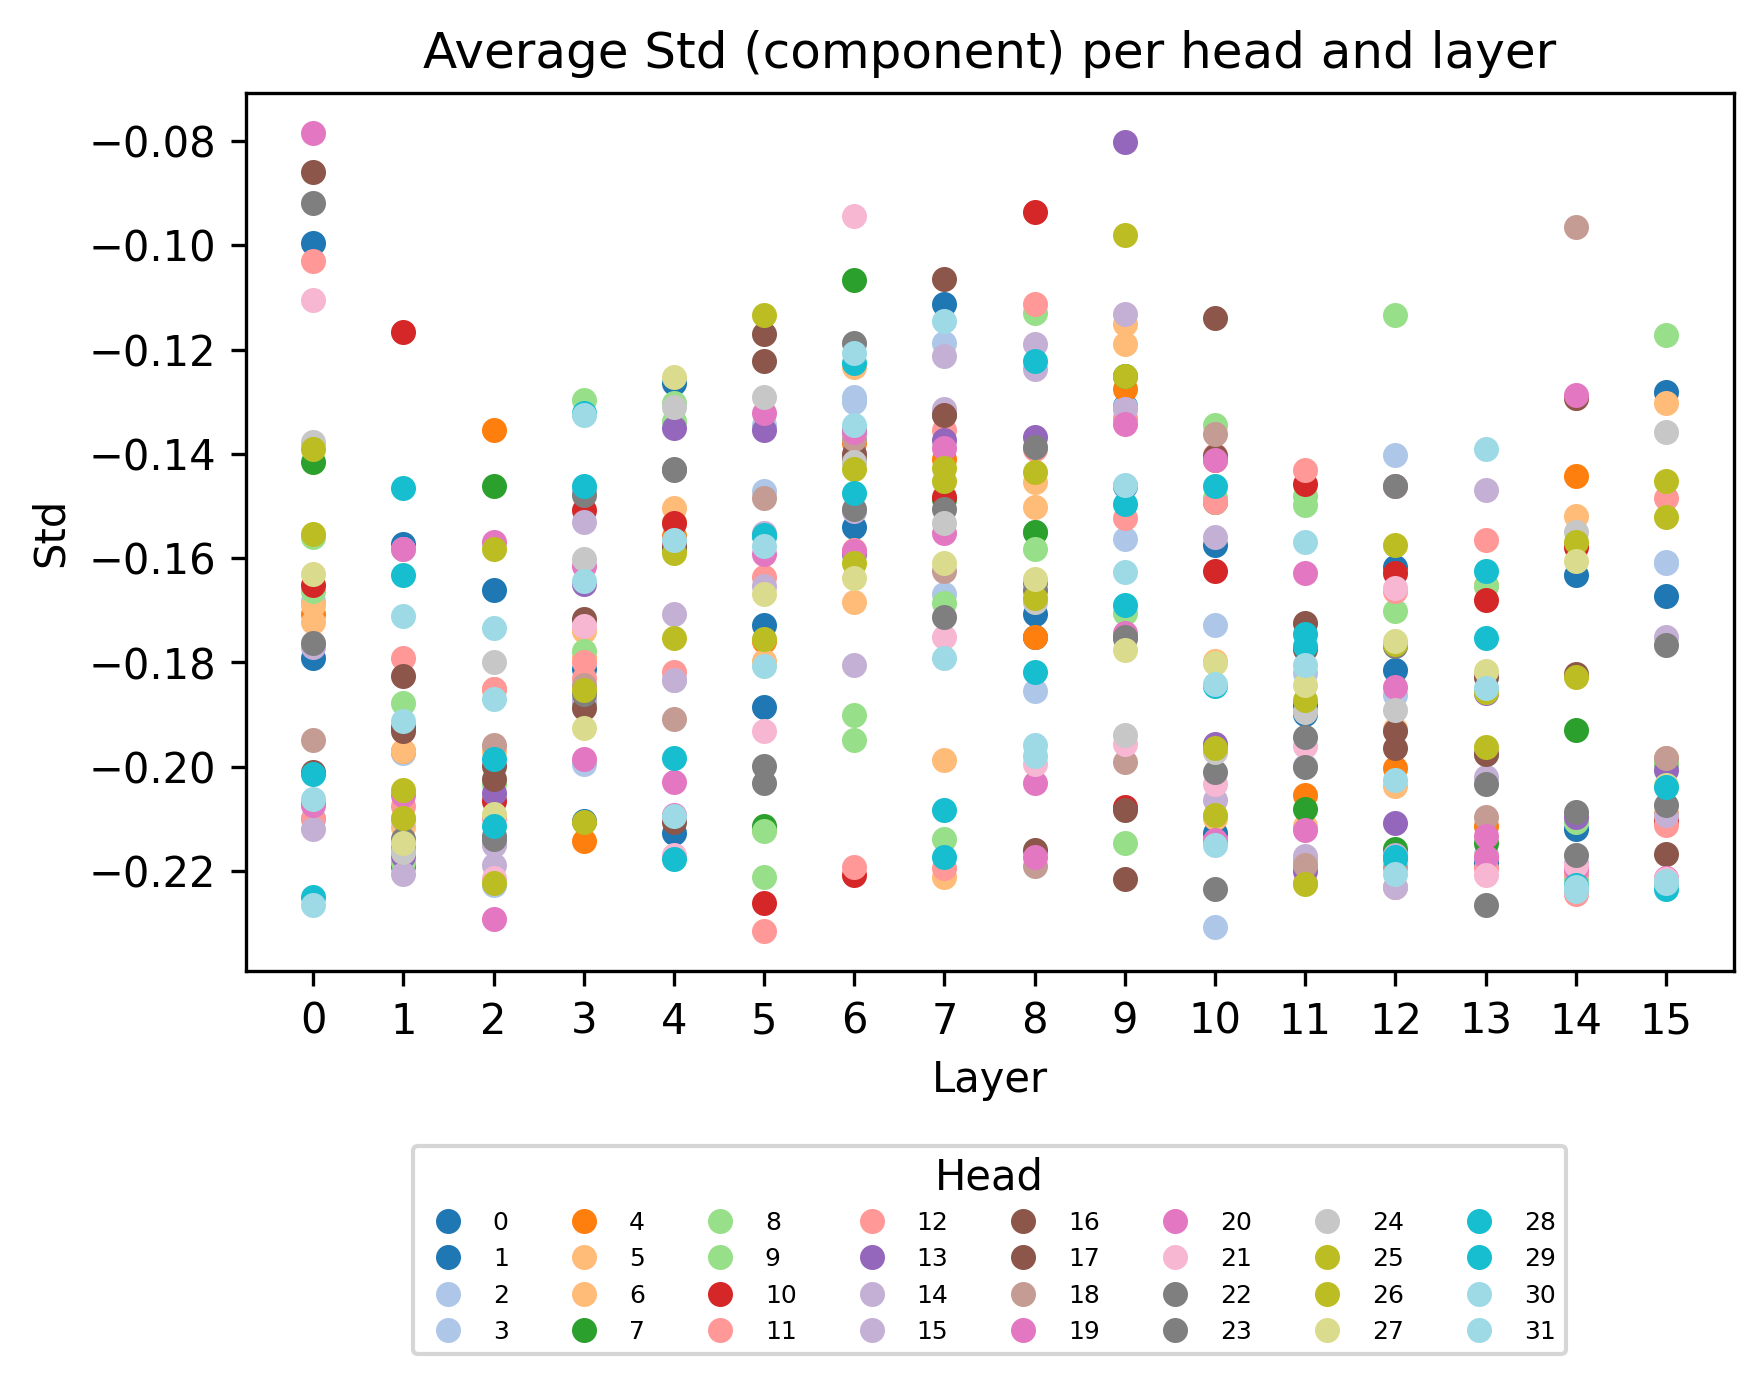 Average Std (component) per head and layer
Std
−0.08
−0.10
−0.12
−0.14
−0.16
−0.18
−0.20
−0.22
0 1 2 3 4 5 6 7 8 9 10 11 12 13 14 15
Layer
Head
0 4 8 12 16 20 24 28
1 5 9 13 17 21 25 29
2 6 10 14 18 22 26 30
3 7 11 15 19 23 27 31